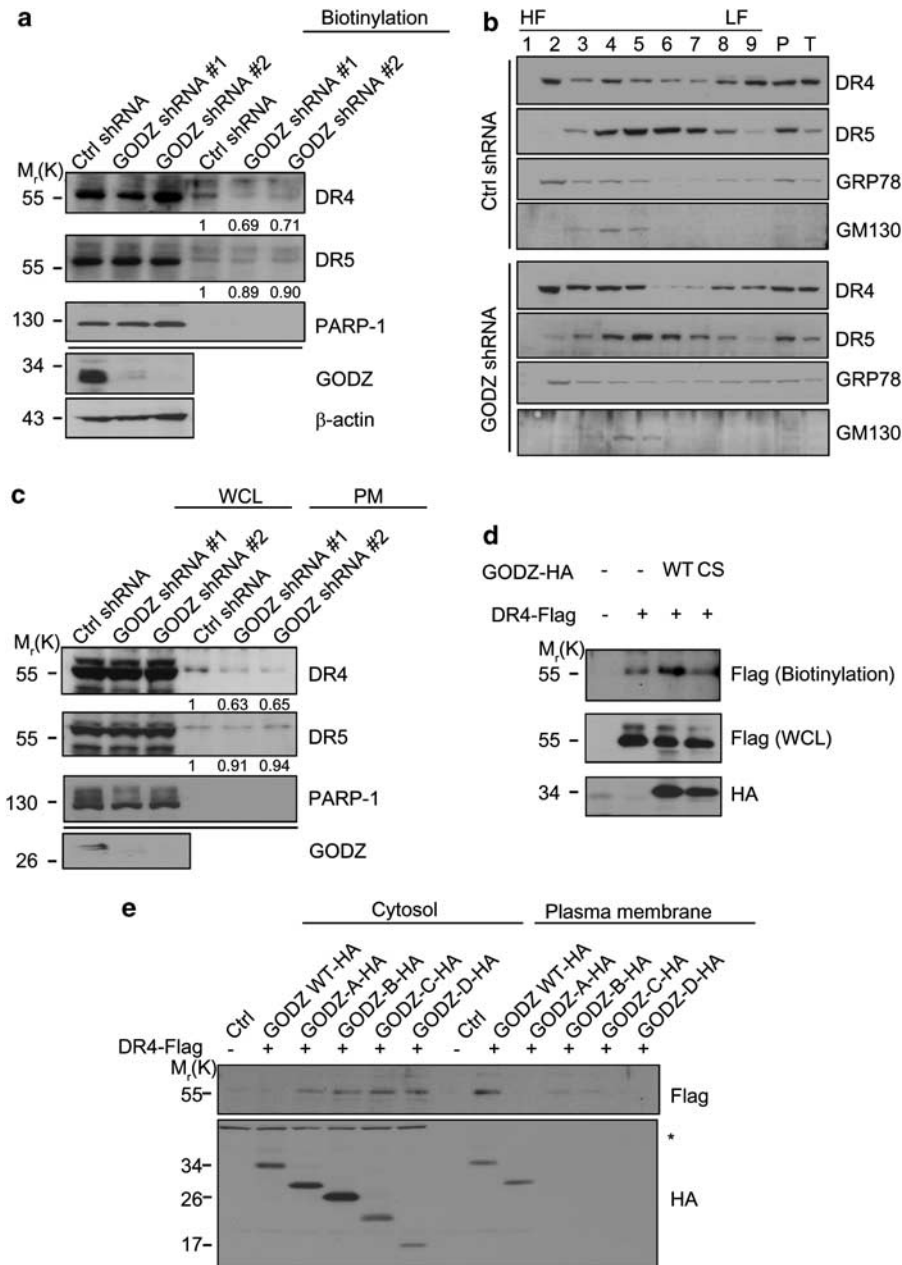 a
Biotinylation
Ctrl shRNA
GODZ shRNA #1
GODZ shRNA #2
Ctrl shRNA
GODZ shRNA #1
GODZ shRNA #2
Mr(K)
55 DR4
1 0.69 0.71
55 DR5
1 0.89 0.90
130 PARP-1
34 GODZ
43 β-actin
b
HF LF
1 2 3 4 5 6 7 8 9 P T
Ctrl shRNA
DR4
DR5
GRP78
GM130
GODZ shRNA
DR4
DR5
GRP78
GM130
c
WCL PM
Ctrl shRNA
GODZ shRNA #1
GODZ shRNA #2
Ctrl shRNA
GODZ shRNA #1
GODZ shRNA #2
Mr(K)
55 DR4
1 0.63 0.65
55 DR5
1 0.91 0.94
130 PARP-1
26 GODZ
d
GODZ-HA - - WT CS
DR4-Flag - + + +
Mr(K)
55 Flag (Biotinylation)
55 Flag (WCL)
34 HA
e
Cytosol Plasma membrane
Ctrl
GODZ WT-HA
GODZ-A-HA
GODZ-B-HA
GODZ-C-HA
GODZ-D-HA
Ctrl
GODZ WT-HA
GODZ-A-HA
GODZ-B-HA
GODZ-C-HA
GODZ-D-HA
DR4-Flag - + + + + + - + + + + +
Mr(K)
55 Flag
*
34
26 HA
17